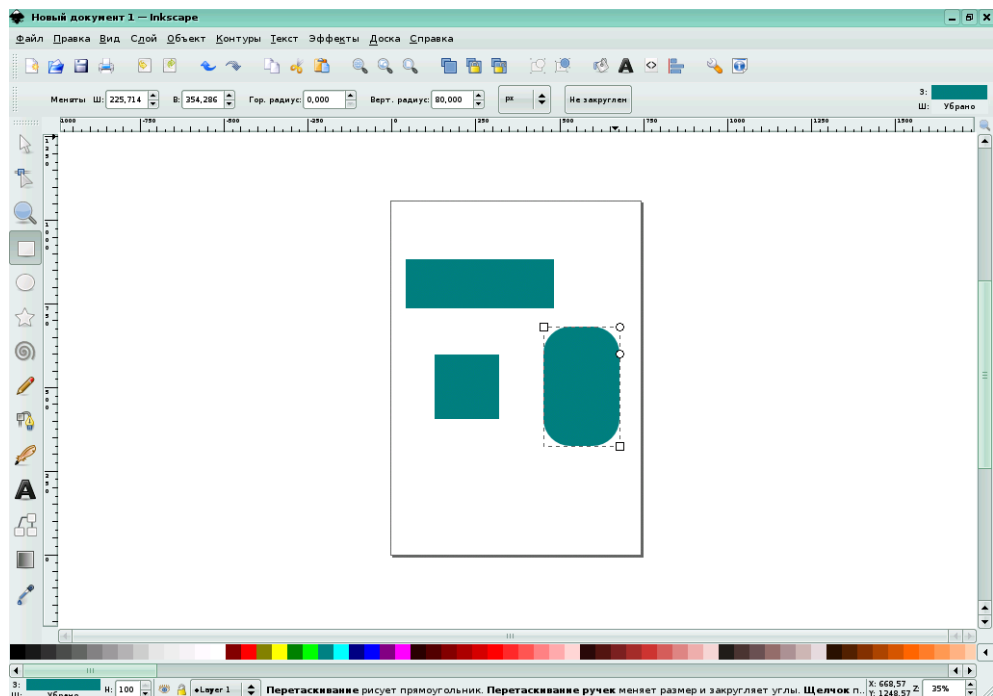 Новый документ 1 — Inkscape
Файл Правка Вид Слой Объект Контуры Текст Эффекты Доска Справка
З:
Меняты Ш: 225,714 В: 354,286 Гор. радиус: 0,000 Верт. радиус: 80,000 px Не закруглен
Ш: Убрано
-1000 -750 -500 -250 0 250 500 750 1000 1250 1500
З:
Н: 100 •Layer 1 Перетаскивание рисует прямоугольник. Перетаскивание ручек меняет размер и закругляет углы. Щелчок п.. X: 668,57 Z: 35%
Ш: Убрано Y: 1248,57